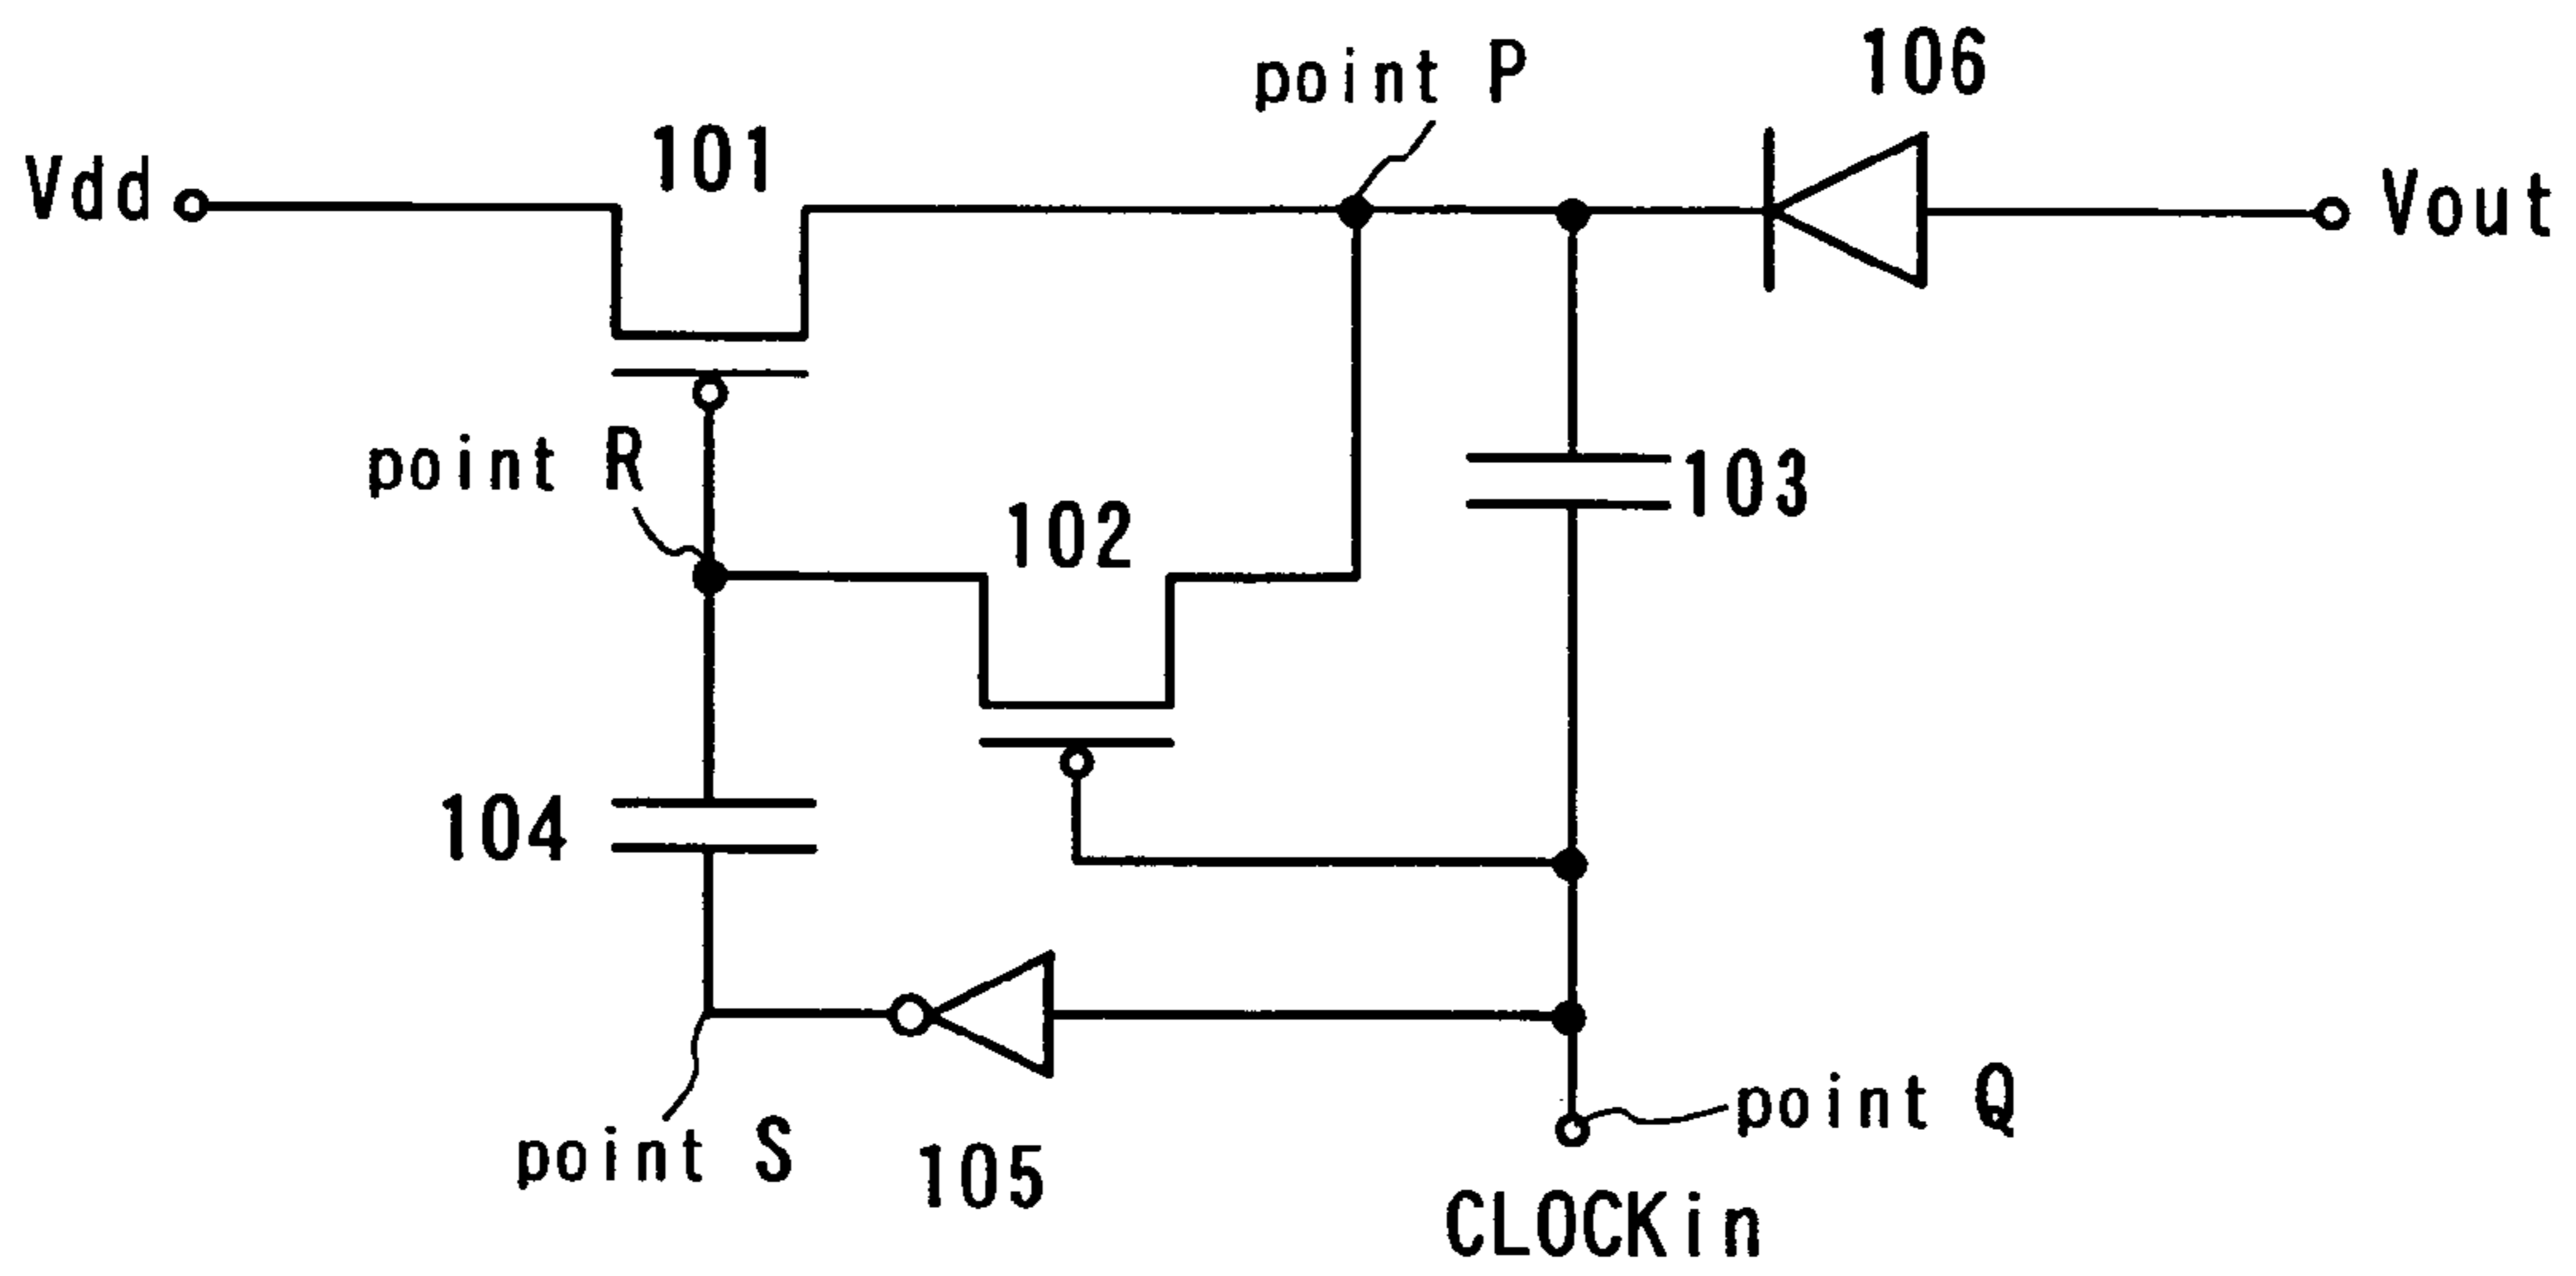 point P
106
Vdd
101
Vout
point R
103
102
104
point Q
point S
105
CLOCKin